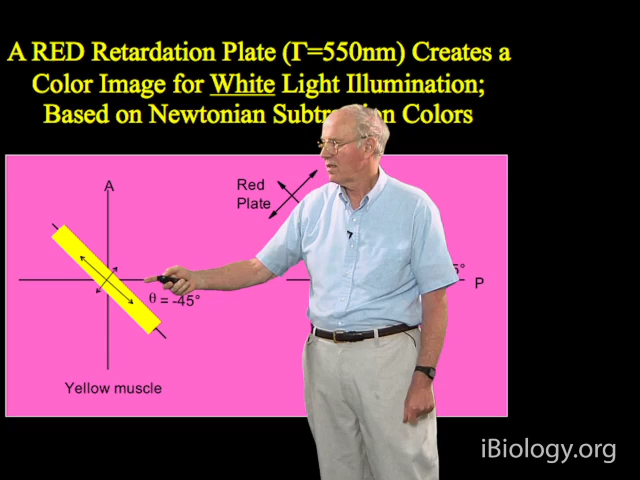 A RED Retardation Plate (Γ=550nm) Creates a
Color Image for White Light Illumination;
Based on Newtonian Colors
A
Red
Plate
θ = -45°
5°
P
Yellow muscle
iBiology.org